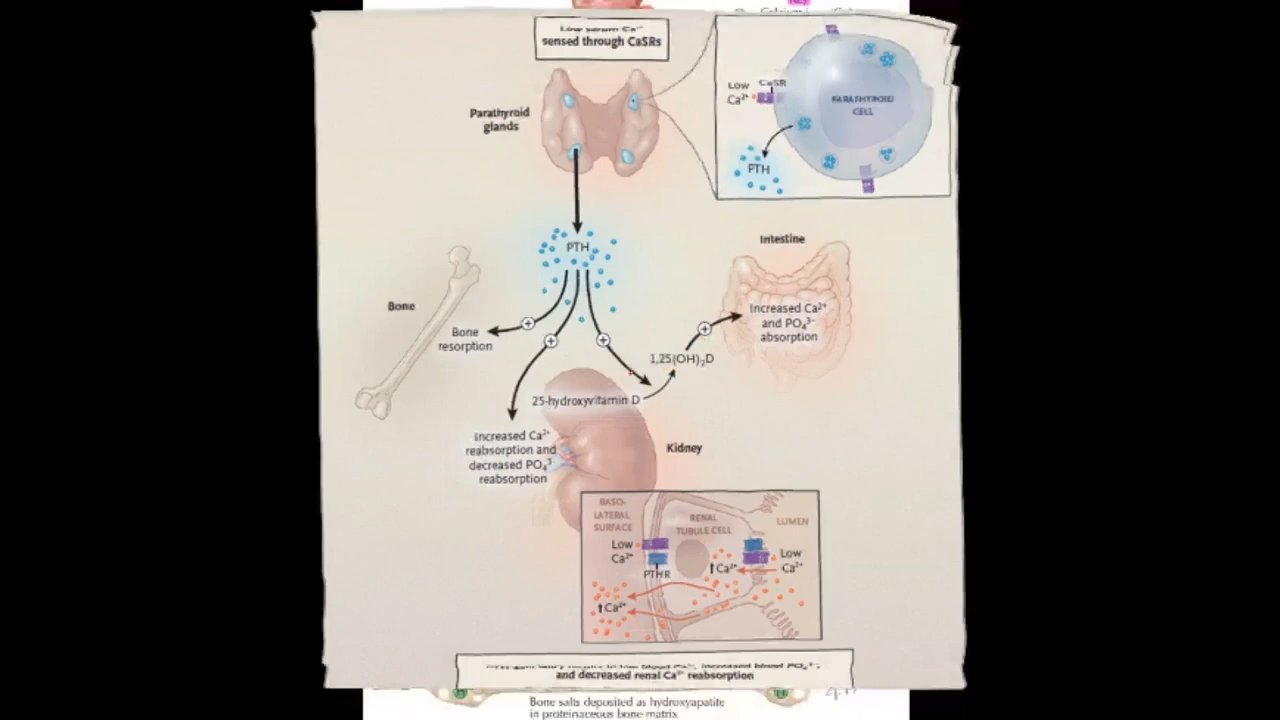 sensed through CaSRs
Parathyroid
glands
Low
Ca²⁺
CaSR
PARATHYROID
CELL
PTH
PTH
Intestine
Increased Ca²⁺
and PO₄³⁻
absorption
Bone
Bone
resorption
1,25(OH)₂D
25-hydroxyvitamin D
Increased Ca²⁺
reabsorption and
decreased PO₄³⁻
reabsorption
Kidney
BASO-
LATERAL
SURFACE
RENAL
TUBULE CELL
LUMEN
Low
Ca²⁺
PTHR
↑Ca²⁺
Low
Ca²⁺
↑Ca²⁺
and decreased renal Ca²⁺ reabsorption
Bone salts deposited as hydroxyapatite
in proteinaceous bone matrix